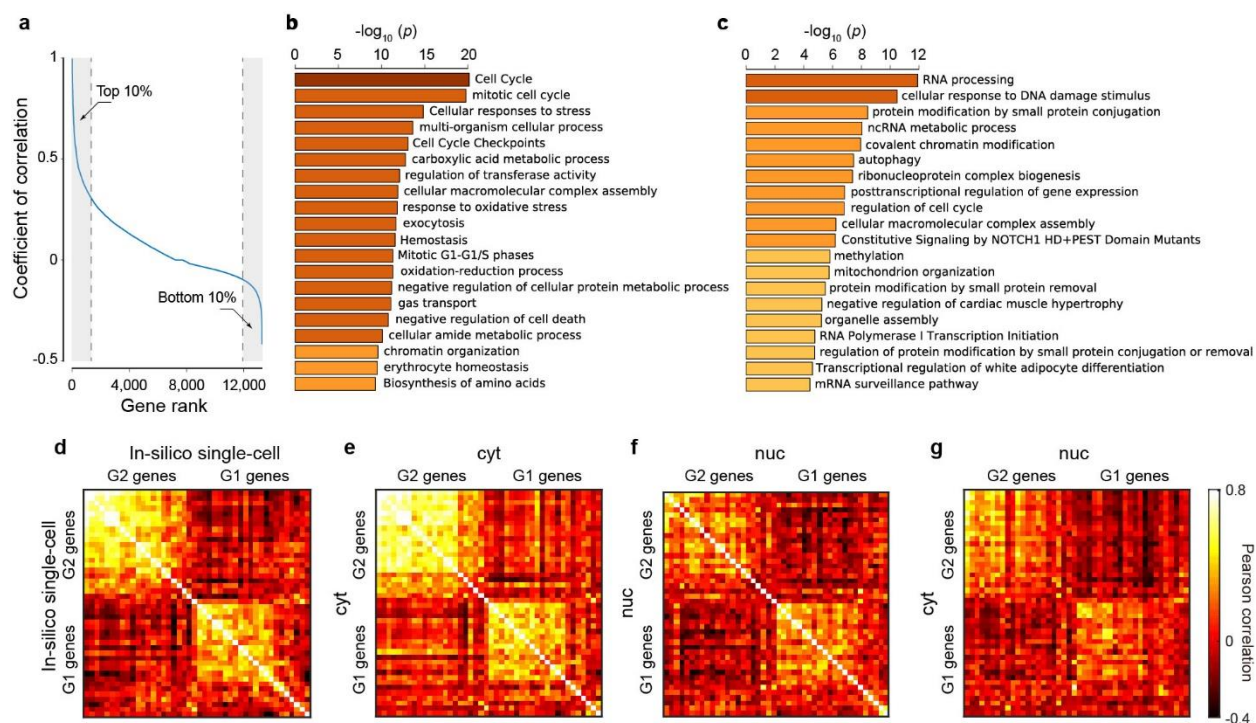 a
1
Top 10%
0.5
Coefficient of correlation
0
Bottom 10%
-0.5
0
4,000
8,000
12,000
Gene rank
b
-log10 (p)
0
5
10
15
20
Cell Cycle
mitotic cell cycle
Cellular responses to stress
multi-organism cellular process
Cell Cycle Checkpoints
carboxylic acid metabolic process
regulation of transferase activity
cellular macromolecular complex assembly
response to oxidative stress
exocytosis
Hemostasis
Mitotic G1-G1/S phases
oxidation-reduction process
negative regulation of cellular protein metabolic process
gas transport
negative regulation of cell death
cellular amide metabolic process
chromatin organization
erythrocyte homeostasis
Biosynthesis of amino acids
c
-log10 (p)
0
2
4
6
8
10
12
RNA processing
cellular response to DNA damage stimulus
protein modification by small protein conjugation
ncRNA metabolic process
covalent chromatin modification
autophagy
ribonucleoprotein complex biogenesis
posttranscriptional regulation of gene expression
regulation of cell cycle
cellular macromolecular complex assembly
Constitutive Signaling by NOTCH1 HD+PEST Domain Mutants
methylation
mitochondrion organization
protein modification by small protein removal
negative regulation of cardiac muscle hypertrophy
organelle assembly
RNA Polymerase I Transcription Initiation
regulation of protein modification by small protein conjugation or removal
Transcriptional regulation of white adipocyte differentiation
mRNA surveillance pathway
d
In-silico single-cell
G2 genes
G1 genes
In-silico single-cell
G2 genes
G1 genes
e
cyt
G2 genes
G1 genes
cyt
G2 genes
G1 genes
f
nuc
G2 genes
G1 genes
nuc
G2 genes
G1 genes
g
nuc
G2 genes
G1 genes
cyt
G2 genes
G1 genes
0.8
0
-0.4
Pearson correlation